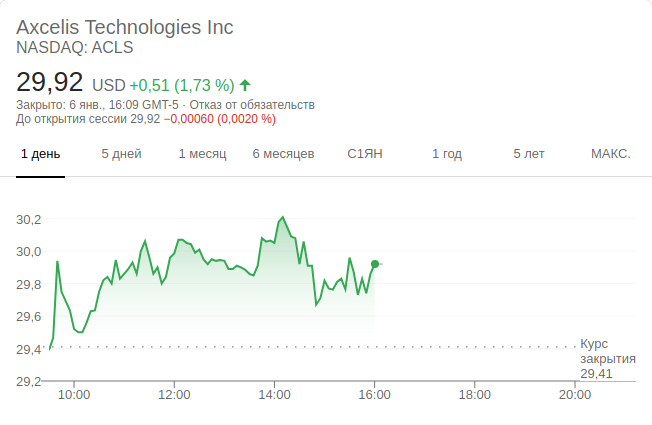 Axcelis Technologies Inc
NASDAQ: ACLS
29,92 USD +0,51 (1,73 %)
Закрыто: 6 янв., 16:09 GMT-5 · Отказ от обязательств
До открытия сессии 29,92 −0,00060 (0,0020 %)
1 день 5 дней 1 месяц 6 месяцев С1ЯН 1 год 5 лет МАКС.
30,2
30,0
29,8
29,6
29,4
29,2
Курс
закрытия
29,41
10:00 12:00 14:00 16:00 18:00 20:00